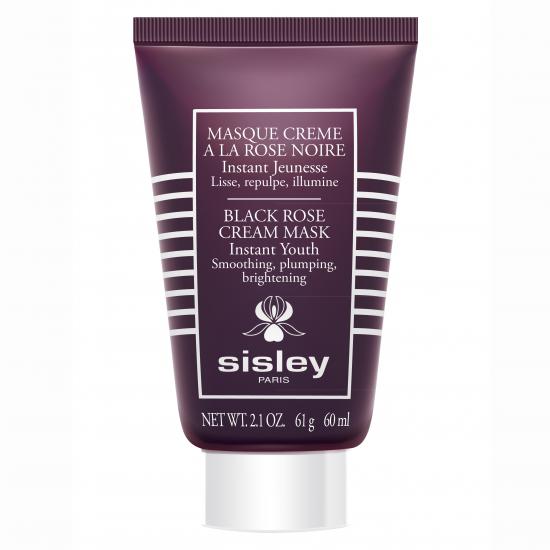 MASQUE CREME
A LA ROSE NOIRE
Instant Jeunesse
Lisse, repulpe, illumine
BLACK ROSE
CREAM MASK
Instant Youth
Smoothing, plumping,
brightening
sisley
PARIS
NET WT. 2.1 OZ. 61 g 60 ml